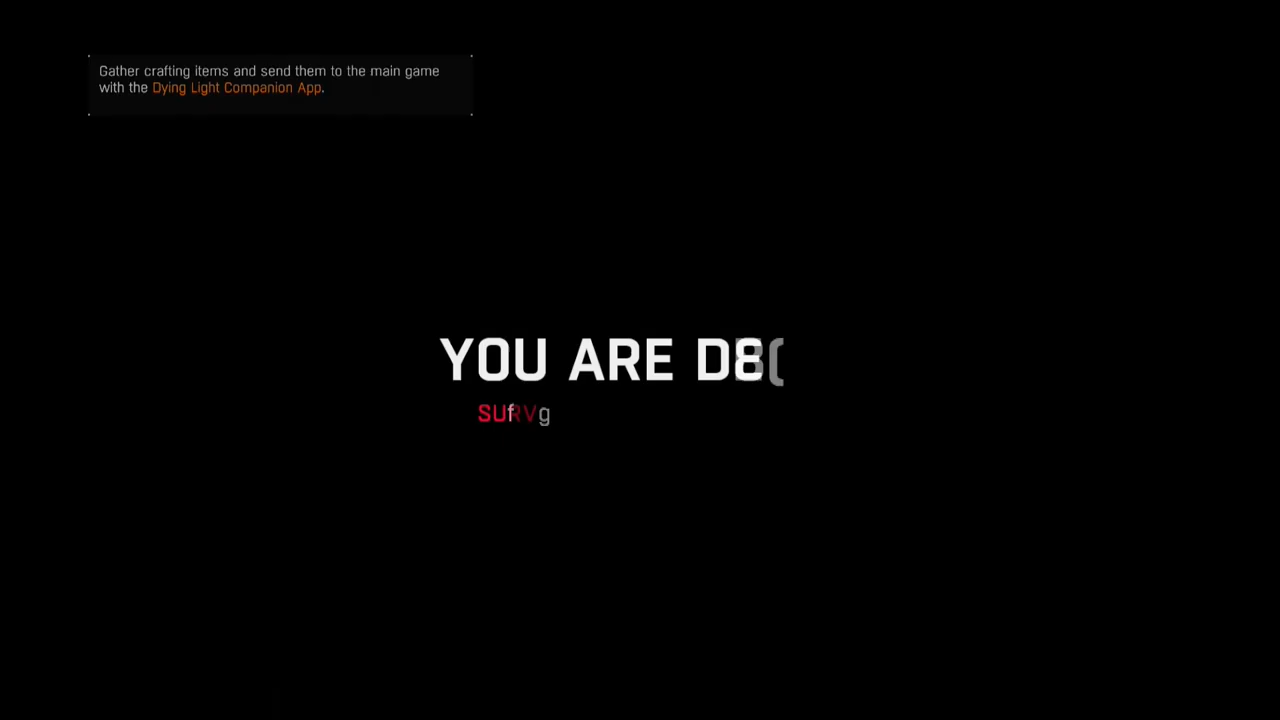 Gather crafting items and send them to the main game
with the Dying Light Companion App.
YOU ARE D8(
SUfRVg